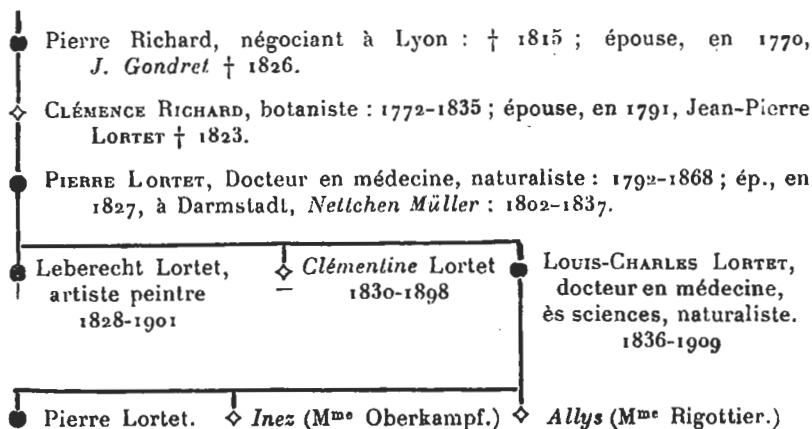 Pierre Richard, négociant à Lyon : † 1815 ; épouse, en 1770,
J. Gondret † 1826.
CLÉMENCE RICHARD, botaniste : 1772-1835 ; épouse, en 1791, Jean-Pierre
LORTET † 1823.
PIERRE LORTET, Docteur en médecine, naturaliste : 1792-1868 ; ép., en
1827, à Darmstadt, Nettchen Müller : 1802-1837.
Leberecht Lortet,
artiste peintre
1828-1901
Clémentine Lortet
1830-1898
LOUIS-CHARLES LORTET,
docteur en médecine,
ès sciences, naturaliste.
1836-1909
Pierre Lortet.
Inez (Mme Oberkampf.)
Allys (Mme Rigottier.)